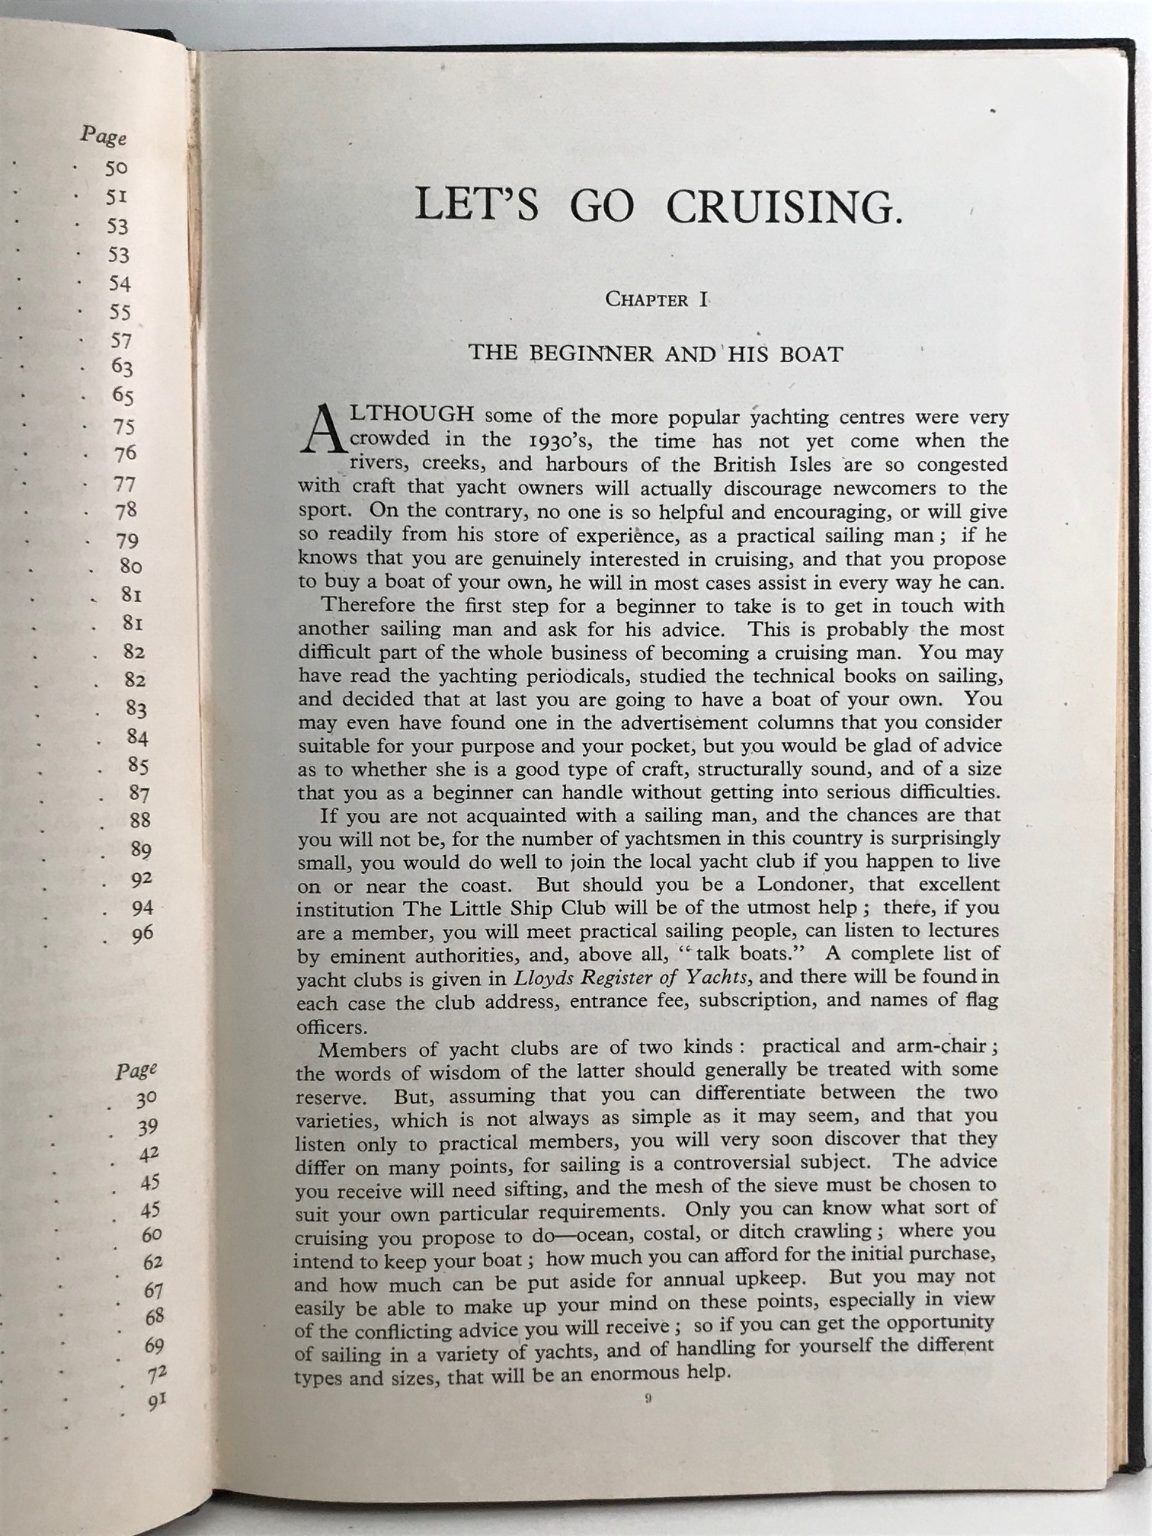 Page
. . 50
. . 51
. . 53
. . 53
. . 54
. . 55
. . 57
. . 63
. . 65
. . 75
. . 76
. . 77
. . 78
. . 79
. . 80
. . 81
. . 81
. . 82
. . 82
. . 83
. . 84
. . 85
. . 87
. . 88
. . 89
. . 92
. . 94
. . 96
Page
. . 30
. . 39
. . 42
. . 45
. . 45
. . 60
. . 62
. . 67
. . 68
. . 69
. . 72
. . 91
LET'S GO CRUISING.
CHAPTER I
THE BEGINNER AND HIS BOAT
ALTHOUGH some of the more popular yachting centres were very
crowded in the 1930's, the time has not yet come when the
rivers, creeks, and harbours of the British Isles are so congested
with craft that yacht owners will actually discourage newcomers to the
sport. On the contrary, no one is so helpful and encouraging, or will give
so readily from his store of experience, as a practical sailing man; if he
knows that you are genuinely interested in cruising, and that you propose
to buy a boat of your own, he will in most cases assist in every way he can.
Therefore the first step for a beginner to take is to get in touch with
another sailing man and ask for his advice. This is probably the most
difficult part of the whole business of becoming a cruising man. You may
have read the yachting periodicals, studied the technical books on sailing,
and decided that at last you are going to have a boat of your own. You
may even have found one in the advertisement columns that you consider
suitable for your purpose and your pocket, but you would be glad of advice
as to whether she is a good type of craft, structurally sound, and of a size
that you as a beginner can handle without getting into serious difficulties.
If you are not acquainted with a sailing man, and the chances are that
you will not be, for the number of yachtsmen in this country is surprisingly
small, you would do well to join the local yacht club if you happen to live
on or near the coast. But should you be a Londoner, that excellent
institution The Little Ship Club will be of the utmost help; there, if you
are a member, you will meet practical sailing people, can listen to lectures
by eminent authorities, and, above all, "talk boats." A complete list of
yacht clubs is given in Lloyds Register of Yachts, and there will be found in
each case the club address, entrance fee, subscription, and names of flag
officers.
Members of yacht clubs are of two kinds: practical and arm-chair;
the words of wisdom of the latter should generally be treated with some
reserve. But, assuming that you can differentiate between the two
varieties, which is not always as simple as it may seem, and that you
listen only to practical members, you will very soon discover that they
differ on many points, for sailing is a controversial subject. The advice
you receive will need sifting, and the mesh of the sieve must be chosen to
suit your own particular requirements. Only you can know what sort of
cruising you propose to do—ocean, costal, or ditch crawling; where you
intend to keep your boat; how much you can afford for the initial purchase,
and how much can be put aside for annual upkeep. But you may not
easily be able to make up your mind on these points, especially in view
of the conflicting advice you will receive; so if you can get the opportunity
of sailing in a variety of yachts, and of handling for yourself the different
types and sizes, that will be an enormous help.
9